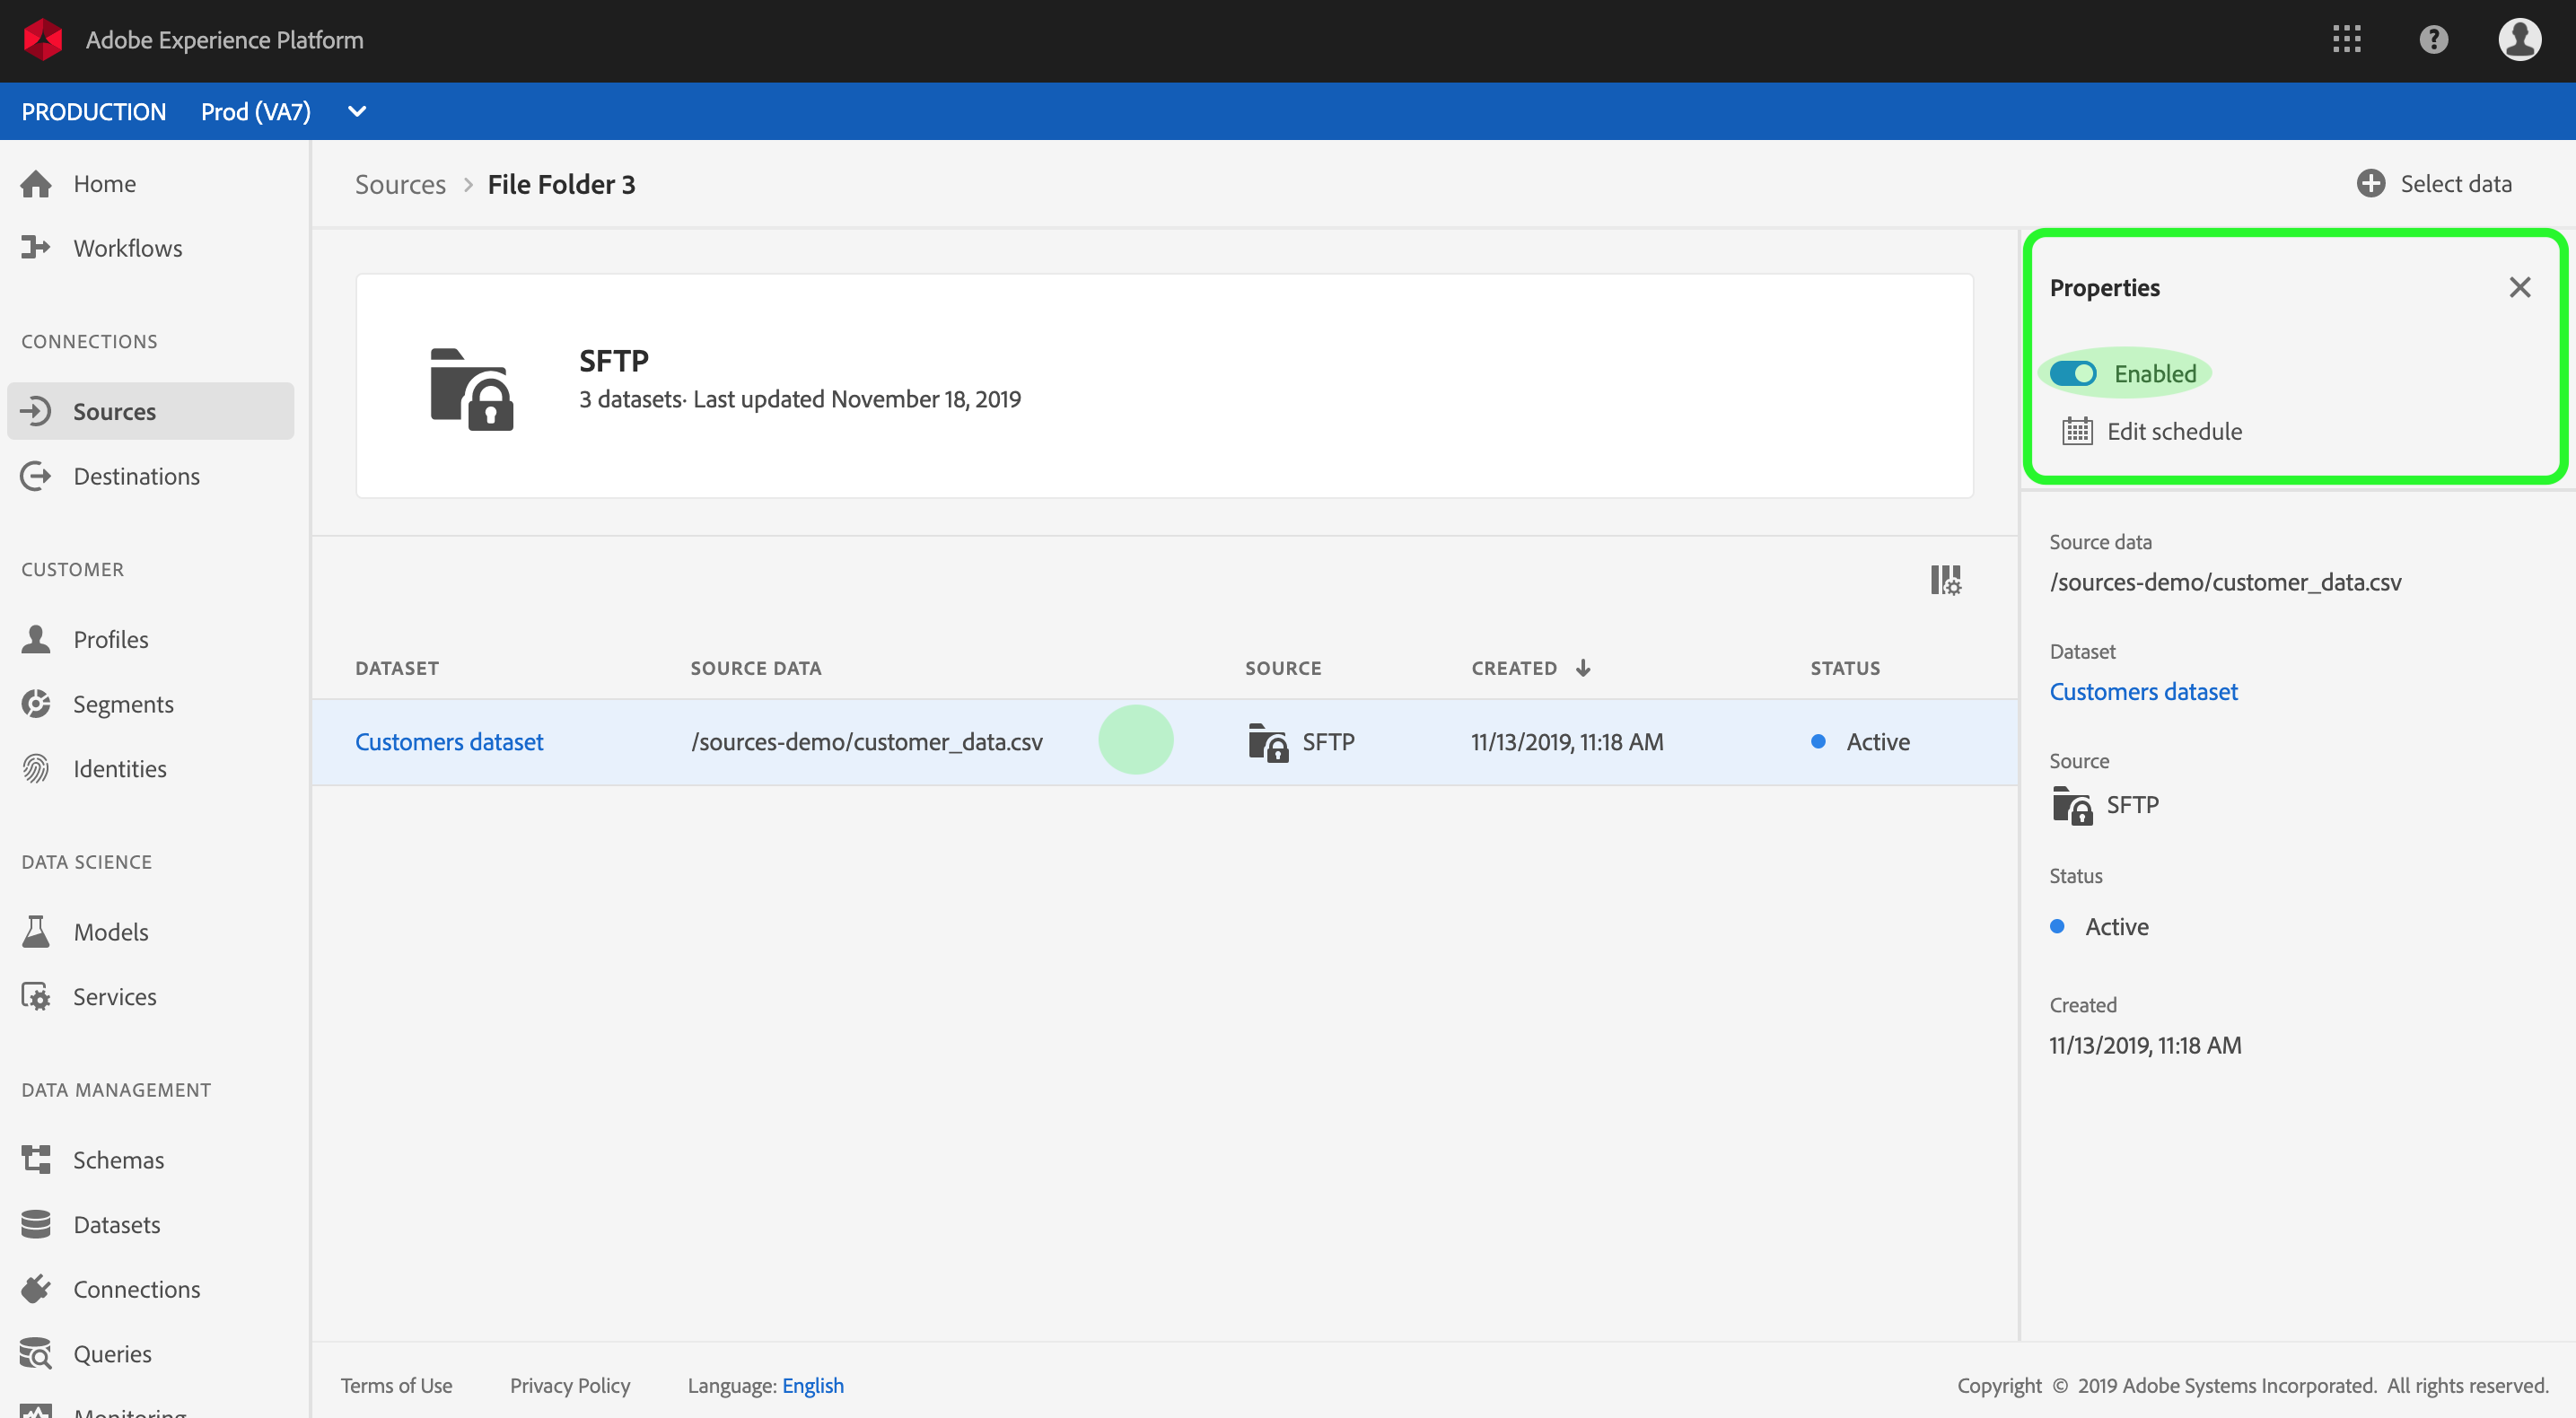 Adobe Experience Platform
PRODUCTION Prod (VA7)
Home
Workflows
CONNECTIONS
Sources
Destinations
CUSTOMER
Profiles
Segments
Identities
DATA SCIENCE
Models
Services
DATA MANAGEMENT
Schemas
Datasets
Connections
Queries
Monitoring
Sources > File Folder 3
Select data
SFTP
3 datasets· Last updated November 18, 2019
DATASET SOURCE DATA SOURCE CREATED ↓ STATUS
Customers dataset /sources-demo/customer_data.csv SFTP 11/13/2019, 11:18 AM Active
Properties
Enabled
Edit schedule
Source data
/sources-demo/customer_data.csv
Dataset
Customers dataset
Source
SFTP
Status
Active
Created
11/13/2019, 11:18 AM
Terms of Use Privacy Policy Language: English
Copyright © 2019 Adobe Systems Incorporated. All rights reserved.